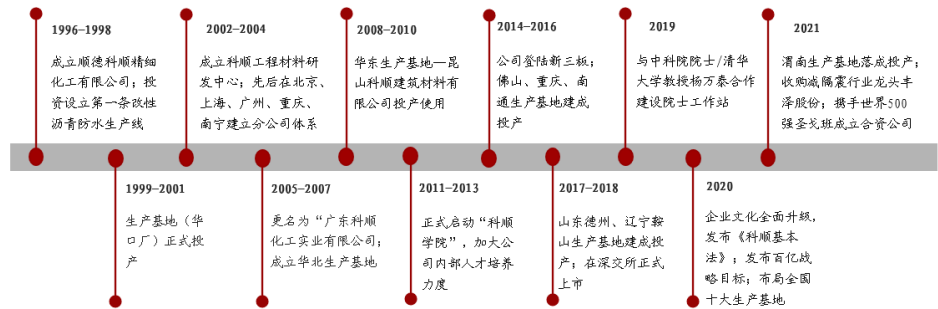 1996–1998
成立顺德科顺精细
化工有限公司；投
资设立第一条改性
沥青防水生产线
2002–2004
成立科顺工程材料研
发中心；先后在北京、
上海、广州、重庆、
南宁建立分公司体系
2008–2010
华东生产基地—昆
山科顺建筑材料有
限公司投产使用
2014–2016
公司登陆新三板；
佛山、重庆、南
通生产基地建成
投产
2019
与中科院院士/清华
大学教授杨万泰合作
建设院士工作站
2021
渭南生产基地落成投产；
收购减隔震行业龙头丰
泽股份；携手世界500
强圣戈班成立合资公司
1999–2001
生产基地（华
口厂）正式投
产
2005–2007
更名为“广东科顺
化工实业有限公司；
成立华北生产基地
2011–2013
正式启动“科顺
学院”，加大公
司内部人才培养
力度
2017–2018
山东德州、辽宁鞍
山生产基地建成投
产；在深交所正式
上市
2020
企业文化全面升级，
发布《科顺基本
法》；发布百亿战
略目标；布局全国
十大生产基地